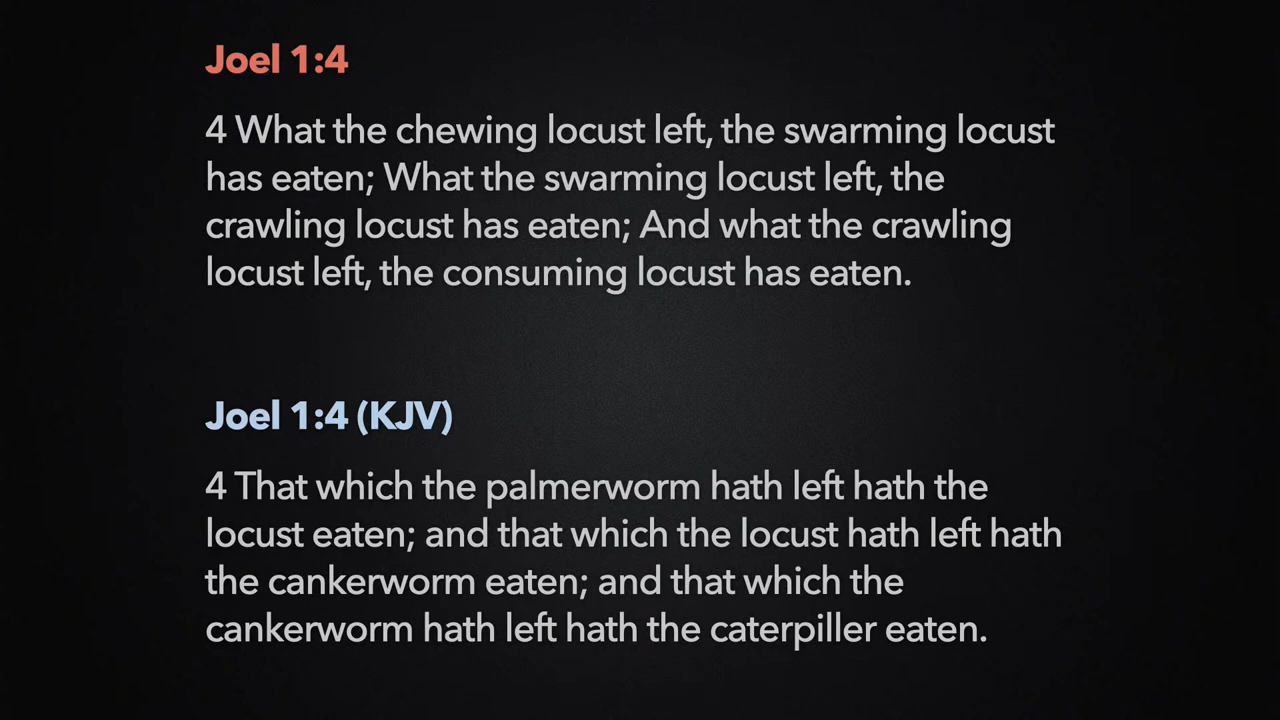 Joel 1:4
4 What the chewing locust left, the swarming locust
has eaten; What the swarming locust left, the
crawling locust has eaten; And what the crawling
locust left, the consuming locust has eaten.
Joel 1:4 (KJV)
4 That which the palmerworm hath left hath the
locust eaten; and that which the locust hath left hath
the cankerworm eaten; and that which the
cankerworm hath left hath the caterpiller eaten.